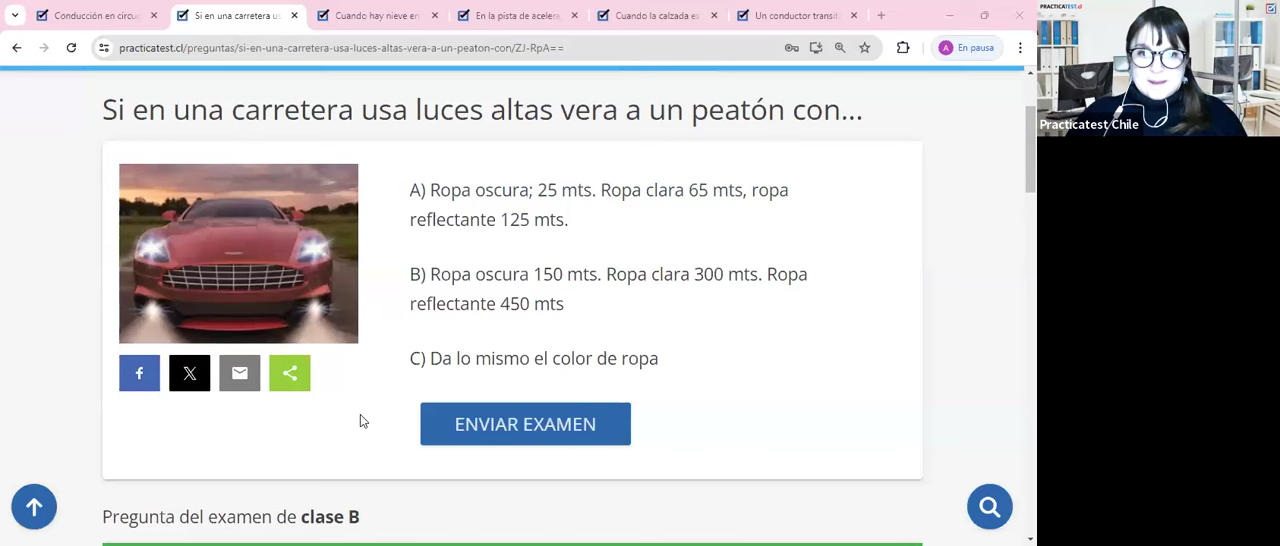 Conducción en circu
Si en una carretera us
Cuando hay nieve en
En la pista de aceler
Cuando la calzada es
Un conductor transit
practicatest.cl/preguntas/si-en-una-carretera-usa-luces-altas-vera-a-un-peaton-con/ZJ-RpA==
A
En pausa
PRACTICATEST.cl
Practicatest Chile
Si en una carretera usa luces altas vera a un peatón con...
A) Ropa oscura; 25 mts. Ropa clara 65 mts, ropa
reflectante 125 mts.
B) Ropa oscura 150 mts. Ropa clara 300 mts. Ropa
reflectante 450 mts
C) Da lo mismo el color de ropa
ENVIAR EXAMEN
Pregunta del examen de clase B